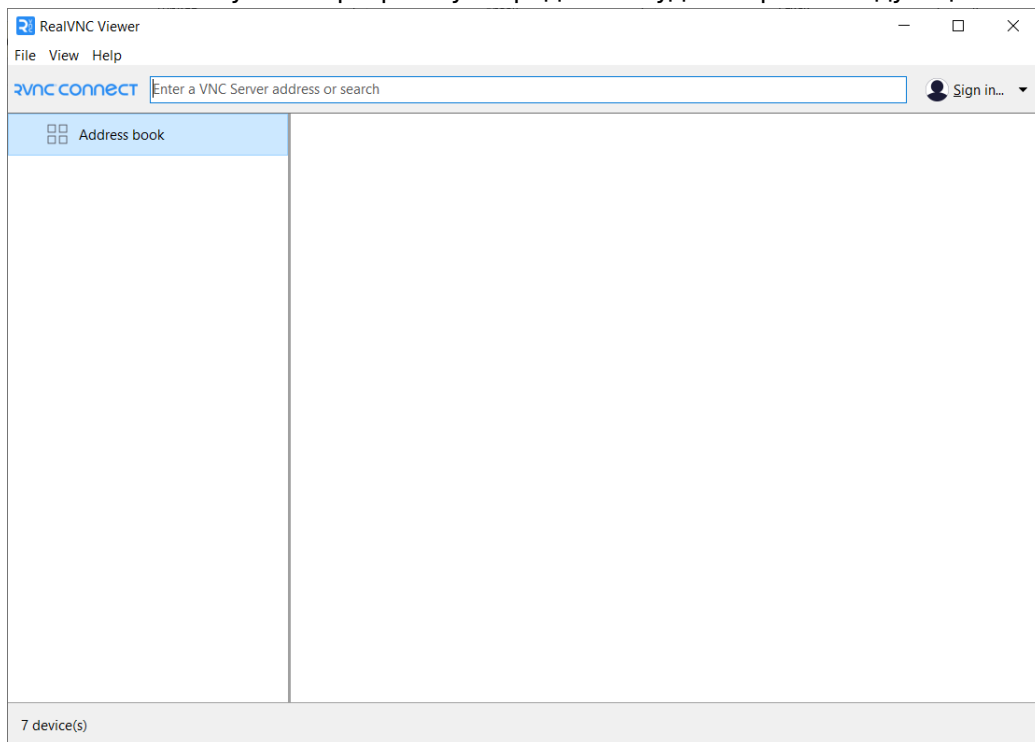 RealVNC Viewer
File View Help
RVNC CONNECT Enter a VNC Server address or search Sign in...
Address book
7 device(s)